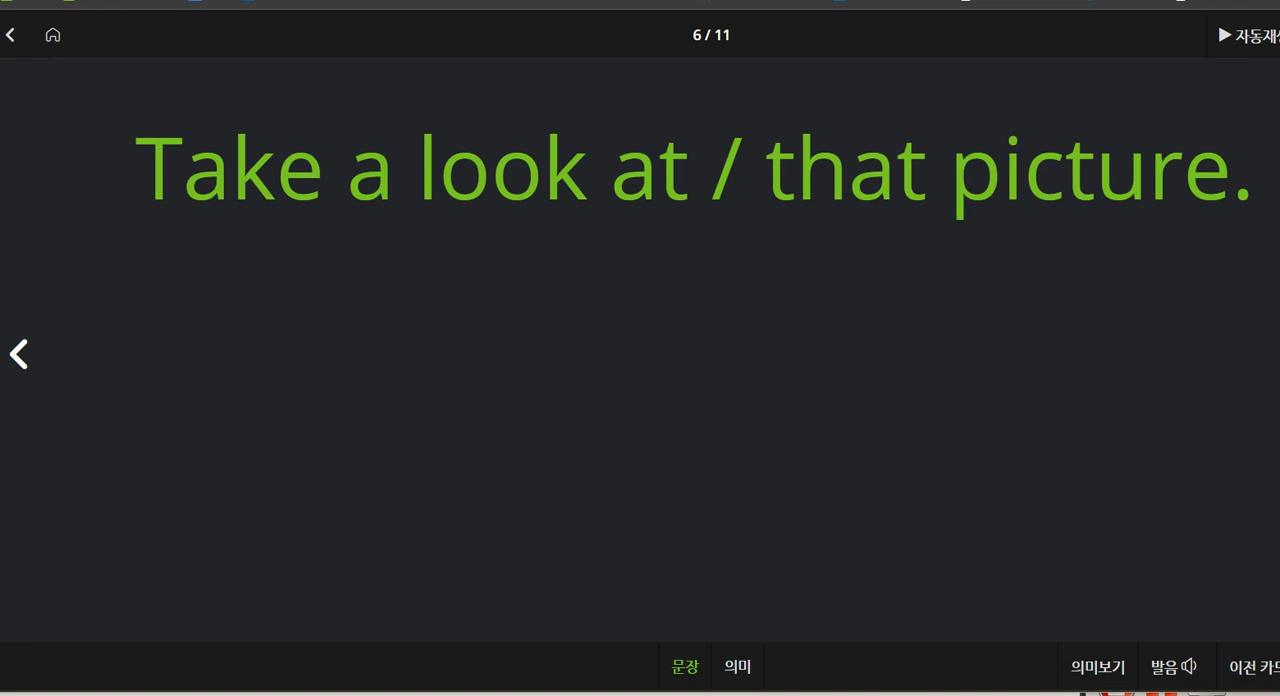 6 / 11
▶ 자동재
Take a look at / that picture.
문장 의미 의미보기 발음 이전 카